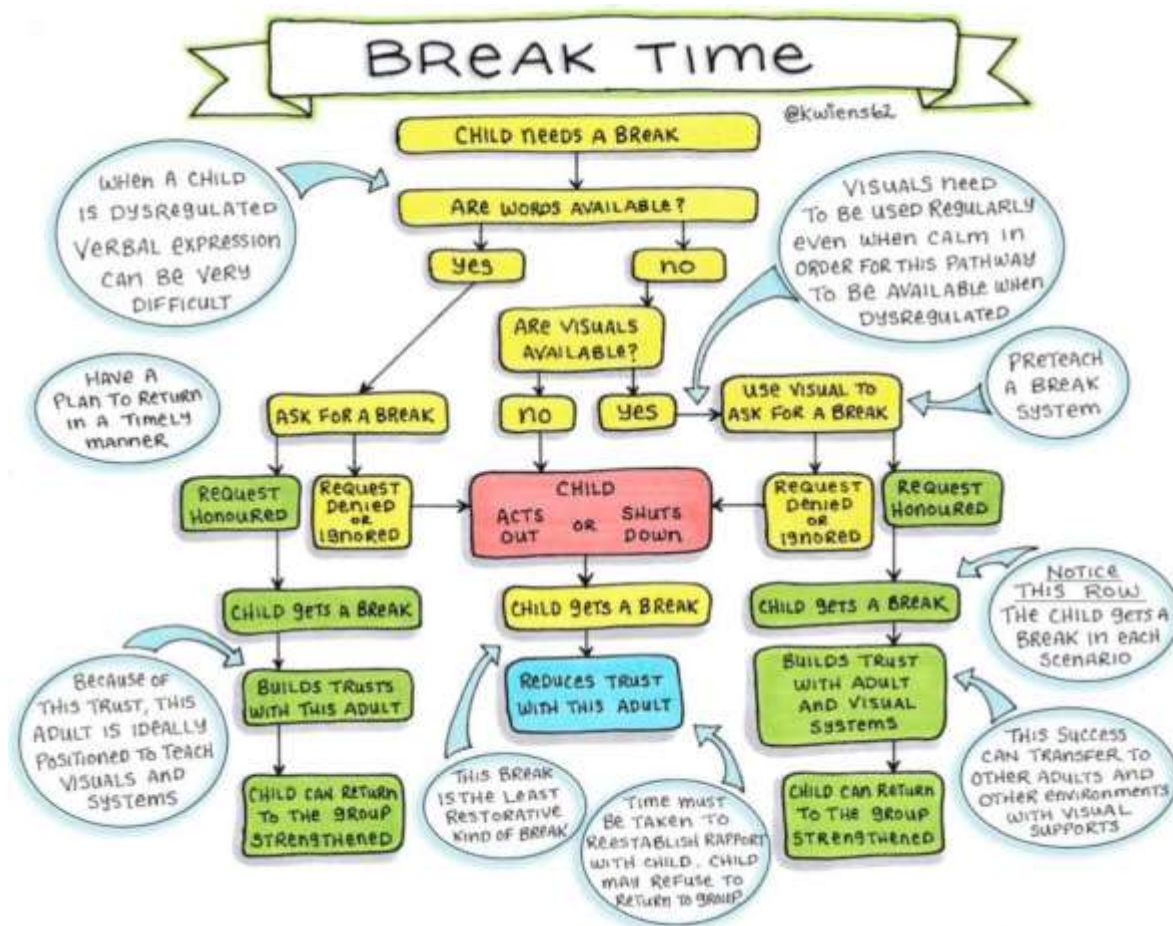 BREAK TIME
@kwiens62
CHILD NEEDS A BREAK
WHEN A CHILD
IS DYSREGULATED
VERBAL EXPRESSION
CAN BE VERY
DIFFICULT
ARE WORDS AVAILABLE?
VISUALS NEED
TO BE USED REGULARLY
EVEN WHEN CALM IN
ORDER FOR THIS PATHWAY
TO BE AVAILABLE WHEN
DYSREGULATED
YES
NO
ARE VISUALS
AVAILABLE?
HAVE A
PLAN TO RETURN
IN A TIMELY
MANNER
ASK FOR A BREAK
NO
YES
USE VISUAL TO
ASK FOR A BREAK
PRETEACH
A BREAK
SYSTEM
REQUEST
HONOURED
REQUEST
DENIED
OR
IGNORED
CHILD
ACTS OUT OR SHUTS DOWN
REQUEST
DENIED
OR
IGNORED
REQUEST
HONOURED
CHILD GETS A BREAK
CHILD GETS A BREAK
CHILD GETS A BREAK
NOTICE
THIS ROW
THE CHILD GETS A
BREAK IN EACH
SCENARIO
BECAUSE OF
THIS TRUST, THIS
ADULT IS IDEALLY
POSITIONED TO TEACH
VISUALS AND
SYSTEMS
BUILDS TRUSTS
WITH THIS ADULT
REDUCES TRUST
WITH THIS ADULT
BUILDS TRUST
WITH ADULT
AND VISUAL
SYSTEMS
THIS SUCCESS
CAN TRANSFER TO
OTHER ADULTS AND
OTHER ENVIRONMENTS
WITH VISUAL
SUPPORTS
CHILD CAN RETURN
TO THE GROUP
STRENGTHENED
THIS BREAK
IS THE LEAST
RESTORATIVE
KIND OF BREAK
TIME MUST
BE TAKEN TO
REESTABLISH RAPPORT
WITH CHILD. CHILD
MAY REFUSE TO
RETURN TO GROUP
CHILD CAN RETURN
TO THE GROUP
STRENGTHENED